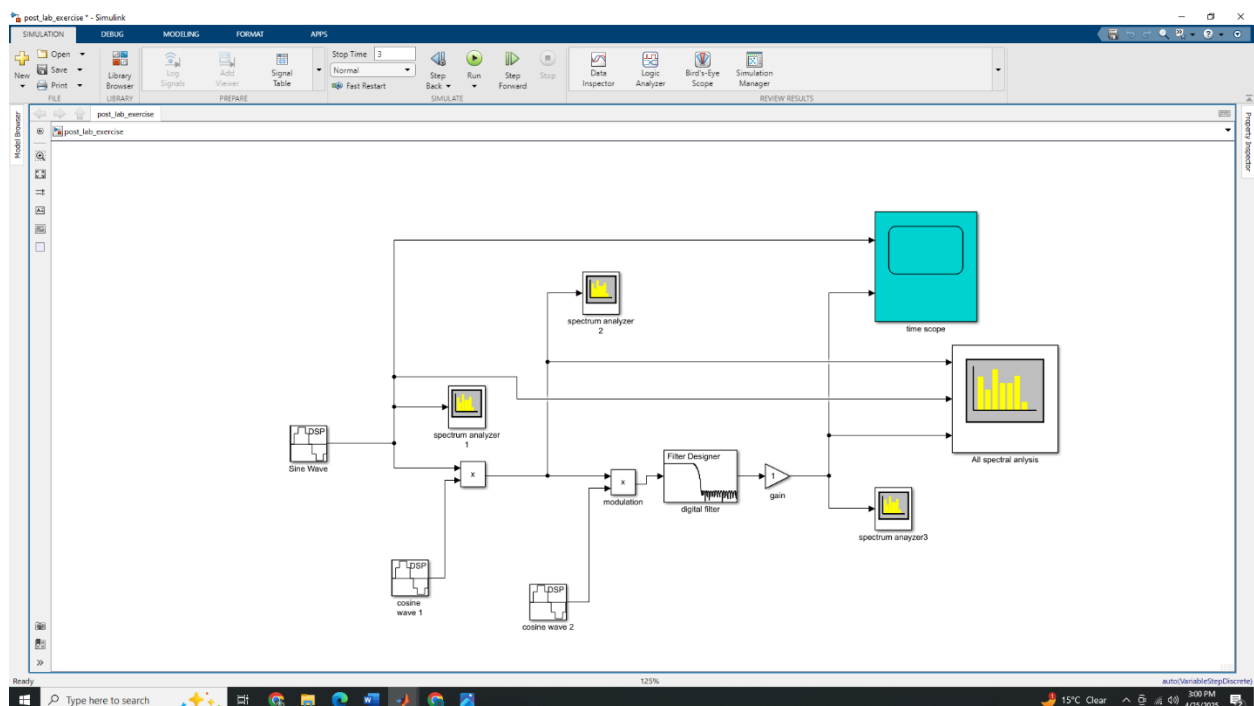 post_lab_exercise * - Simulink
SIMULATION DEBUG MODELING FORMAT APPS
New
Open
Save
Print
FILE
Library
Browser
LIBRARY
Log
Signals
Add
Viewer
Signal
Table
PREPARE
Stop Time 3
Normal
Fast Restart
Step
Back
Run
Step
Forward
Stop
SIMULATE
Data
Inspector
Logic
Analyzer
Bird's-Eye
Scope
Simulation
Manager
REVIEW RESULTS
Model Browser
Property Inspector
post_lab_exercise
post_lab_exercise
time scope
spectrum analyzer
2
All spectral anlysis
spectrum analyzer
1
DSP
Sine Wave
x
x
modulation
Filter Designer
digital filter
1
gain
spectrum anayzer3
DSP
cosine
wave 1
DSP
cosine wave 2
Ready
125%
auto(VariableStepDiscrete)
Type here to search
15°C Clear
3:00 PM
4/25/2025